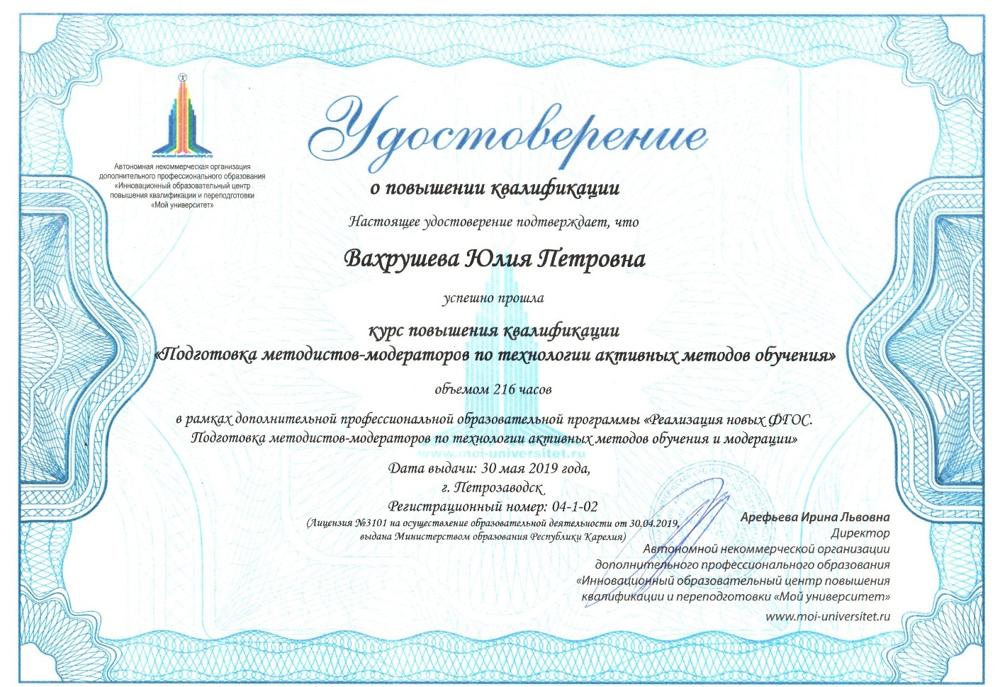 www.moi-universitet.ru
Автономная некоммерческая организация
дополнительного профессионального образования
«Инновационный образовательный центр
повышения квалификации и переподготовки
«Мой университет»
Удостоверение
о повышении квалификации
Настоящее удостоверение подтверждает, что
Вахрушева Юлия Петровна
успешно прошла
курс повышения квалификации
«Подготовка методистов-модераторов по технологии активных методов обучения»
объемом 216 часов
в рамках дополнительной профессиональной образовательной программы «Реализация новых ФГОС.
Подготовка методистов-модераторов по технологии активных методов обучения и модерации»
www.moi-universitet.ru
Дата выдачи: 30 мая 2019 года,
г. Петрозаводск
Регистрационный номер: 04-1-02
(Лицензия №3101 на осуществление образовательной деятельности от 30.04.2019,
выдана Министерством образования Республики Карелия)
Арефьева Ирина Львовна
Директор
Автономной некоммерческой организации
дополнительного профессионального образования
«Инновационный образовательный центр повышения
квалификации и переподготовки «Мой университет»
www.moi-universitet.ru